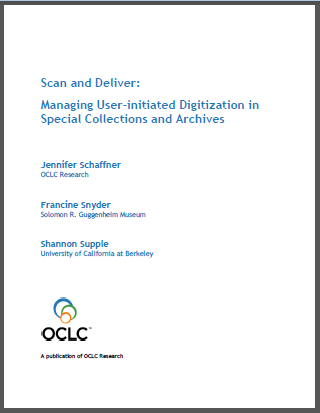 Scan and Deliver:
Managing User-initiated Digitization in
Special Collections and Archives
Jennifer Schaffner
OCLC Research
Francine Snyder
Solomon R. Guggenheim Museum
Shannon Supple
University of California at Berkeley
OCLC
A publication of OCLC Research